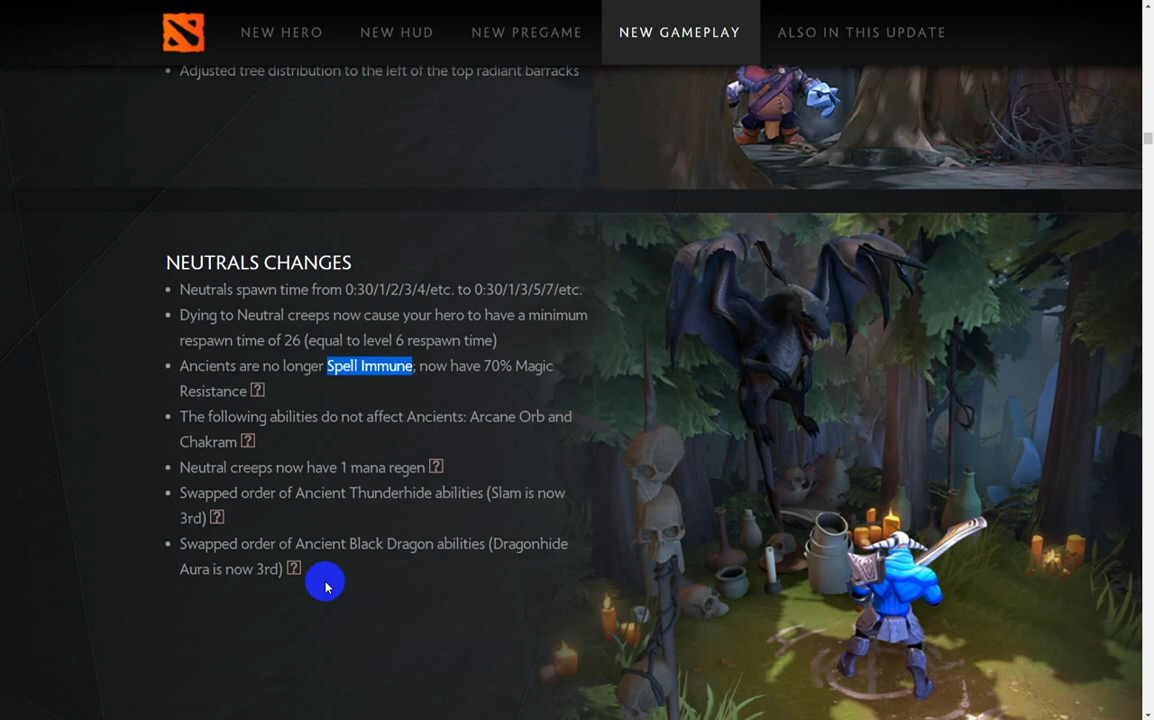 NEW HERO
NEW HUD
NEW PREGAME
NEW GAMEPLAY
ALSO IN THIS UPDATE
Adjusted tree distribution to the left of the top radiant barracks
NEUTRALS CHANGES
Neutrals spawn time from 0:30/1/2/3/4/etc. to 0:30/1/3/5/7/etc.
Dying to Neutral creeps now cause your hero to have a minimum
respawn time of 26 (equal to level 6 respawn time)
Ancients are no longer Spell Immune; now have 70% Magic
Resistance [?]
The following abilities do not affect Ancients: Arcane Orb and
Chakram [?]
Neutral creeps now have 1 mana regen [?]
Swapped order of Ancient Thunderhide abilities (Slam is now
3rd) [?]
Swapped order of Ancient Black Dragon abilities (Dragonhide
Aura is now 3rd) [?]